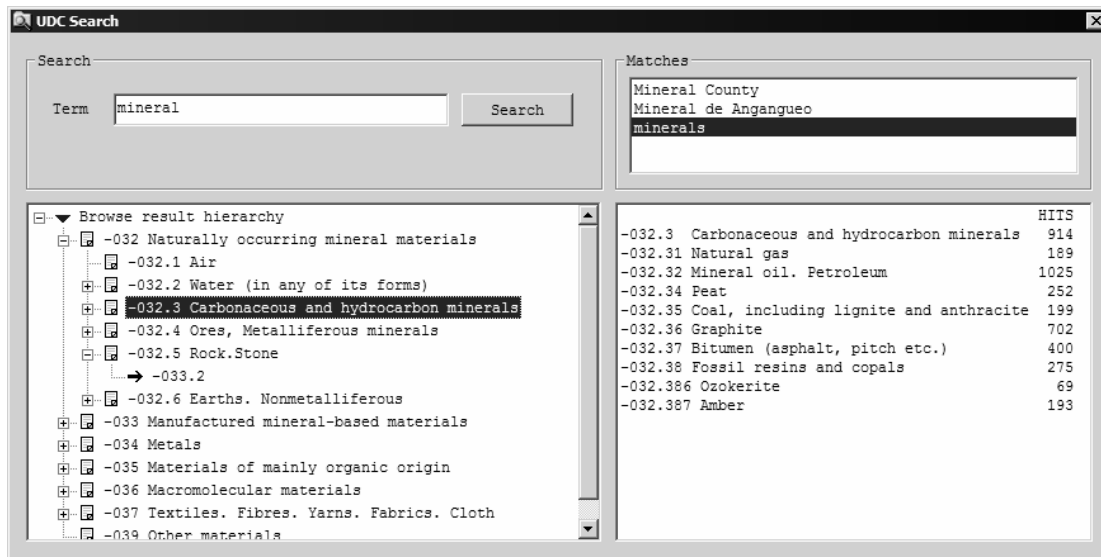 UDC Search
Search
Term mineral Search
Matches
Mineral County
Mineral de Angangueo
minerals
Browse result hierarchy
-032 Naturally occurring mineral materials
-032.1 Air
-032.2 Water (in any of its forms)
-032.3 Carbonaceous and hydrocarbon minerals
-032.4 Ores, Metalliferous minerals
-032.5 Rock.Stone
-033.2
-032.6 Earths. Nonmetalliferous
-033 Manufactured mineral-based materials
-034 Metals
-035 Materials of mainly organic origin
-036 Macromolecular materials
-037 Textiles. Fibres. Yarns. Fabrics. Cloth
-039 Other materials
HITS
-032.3 Carbonaceous and hydrocarbon minerals 914
-032.31 Natural gas 189
-032.32 Mineral oil. Petroleum 1025
-032.34 Peat 252
-032.35 Coal, including lignite and anthracite 199
-032.36 Graphite 702
-032.37 Bitumen (asphalt, pitch etc.) 400
-032.38 Fossil resins and copals 275
-032.386 Ozokerite 69
-032.387 Amber 193